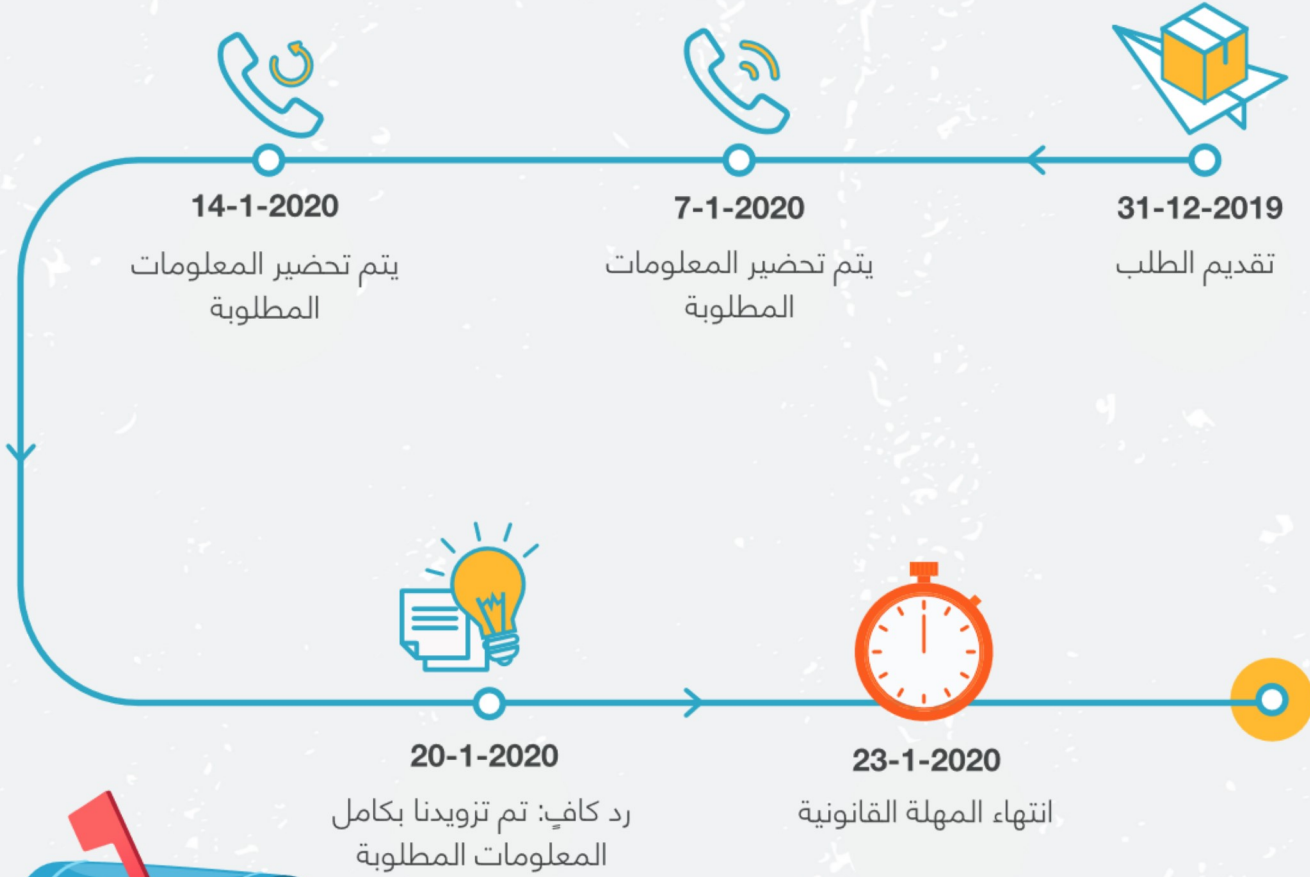 31-12-2019
تقديم الطلب
7-1-2020
يتم تحضير المعلومات
المطلوبة
14-1-2020
يتم تحضير المعلومات
المطلوبة
20-1-2020
رد كافٍ: تم تزويدنا بكامل
المعلومات المطلوبة
23-1-2020
انتهاء المهلة القانونية